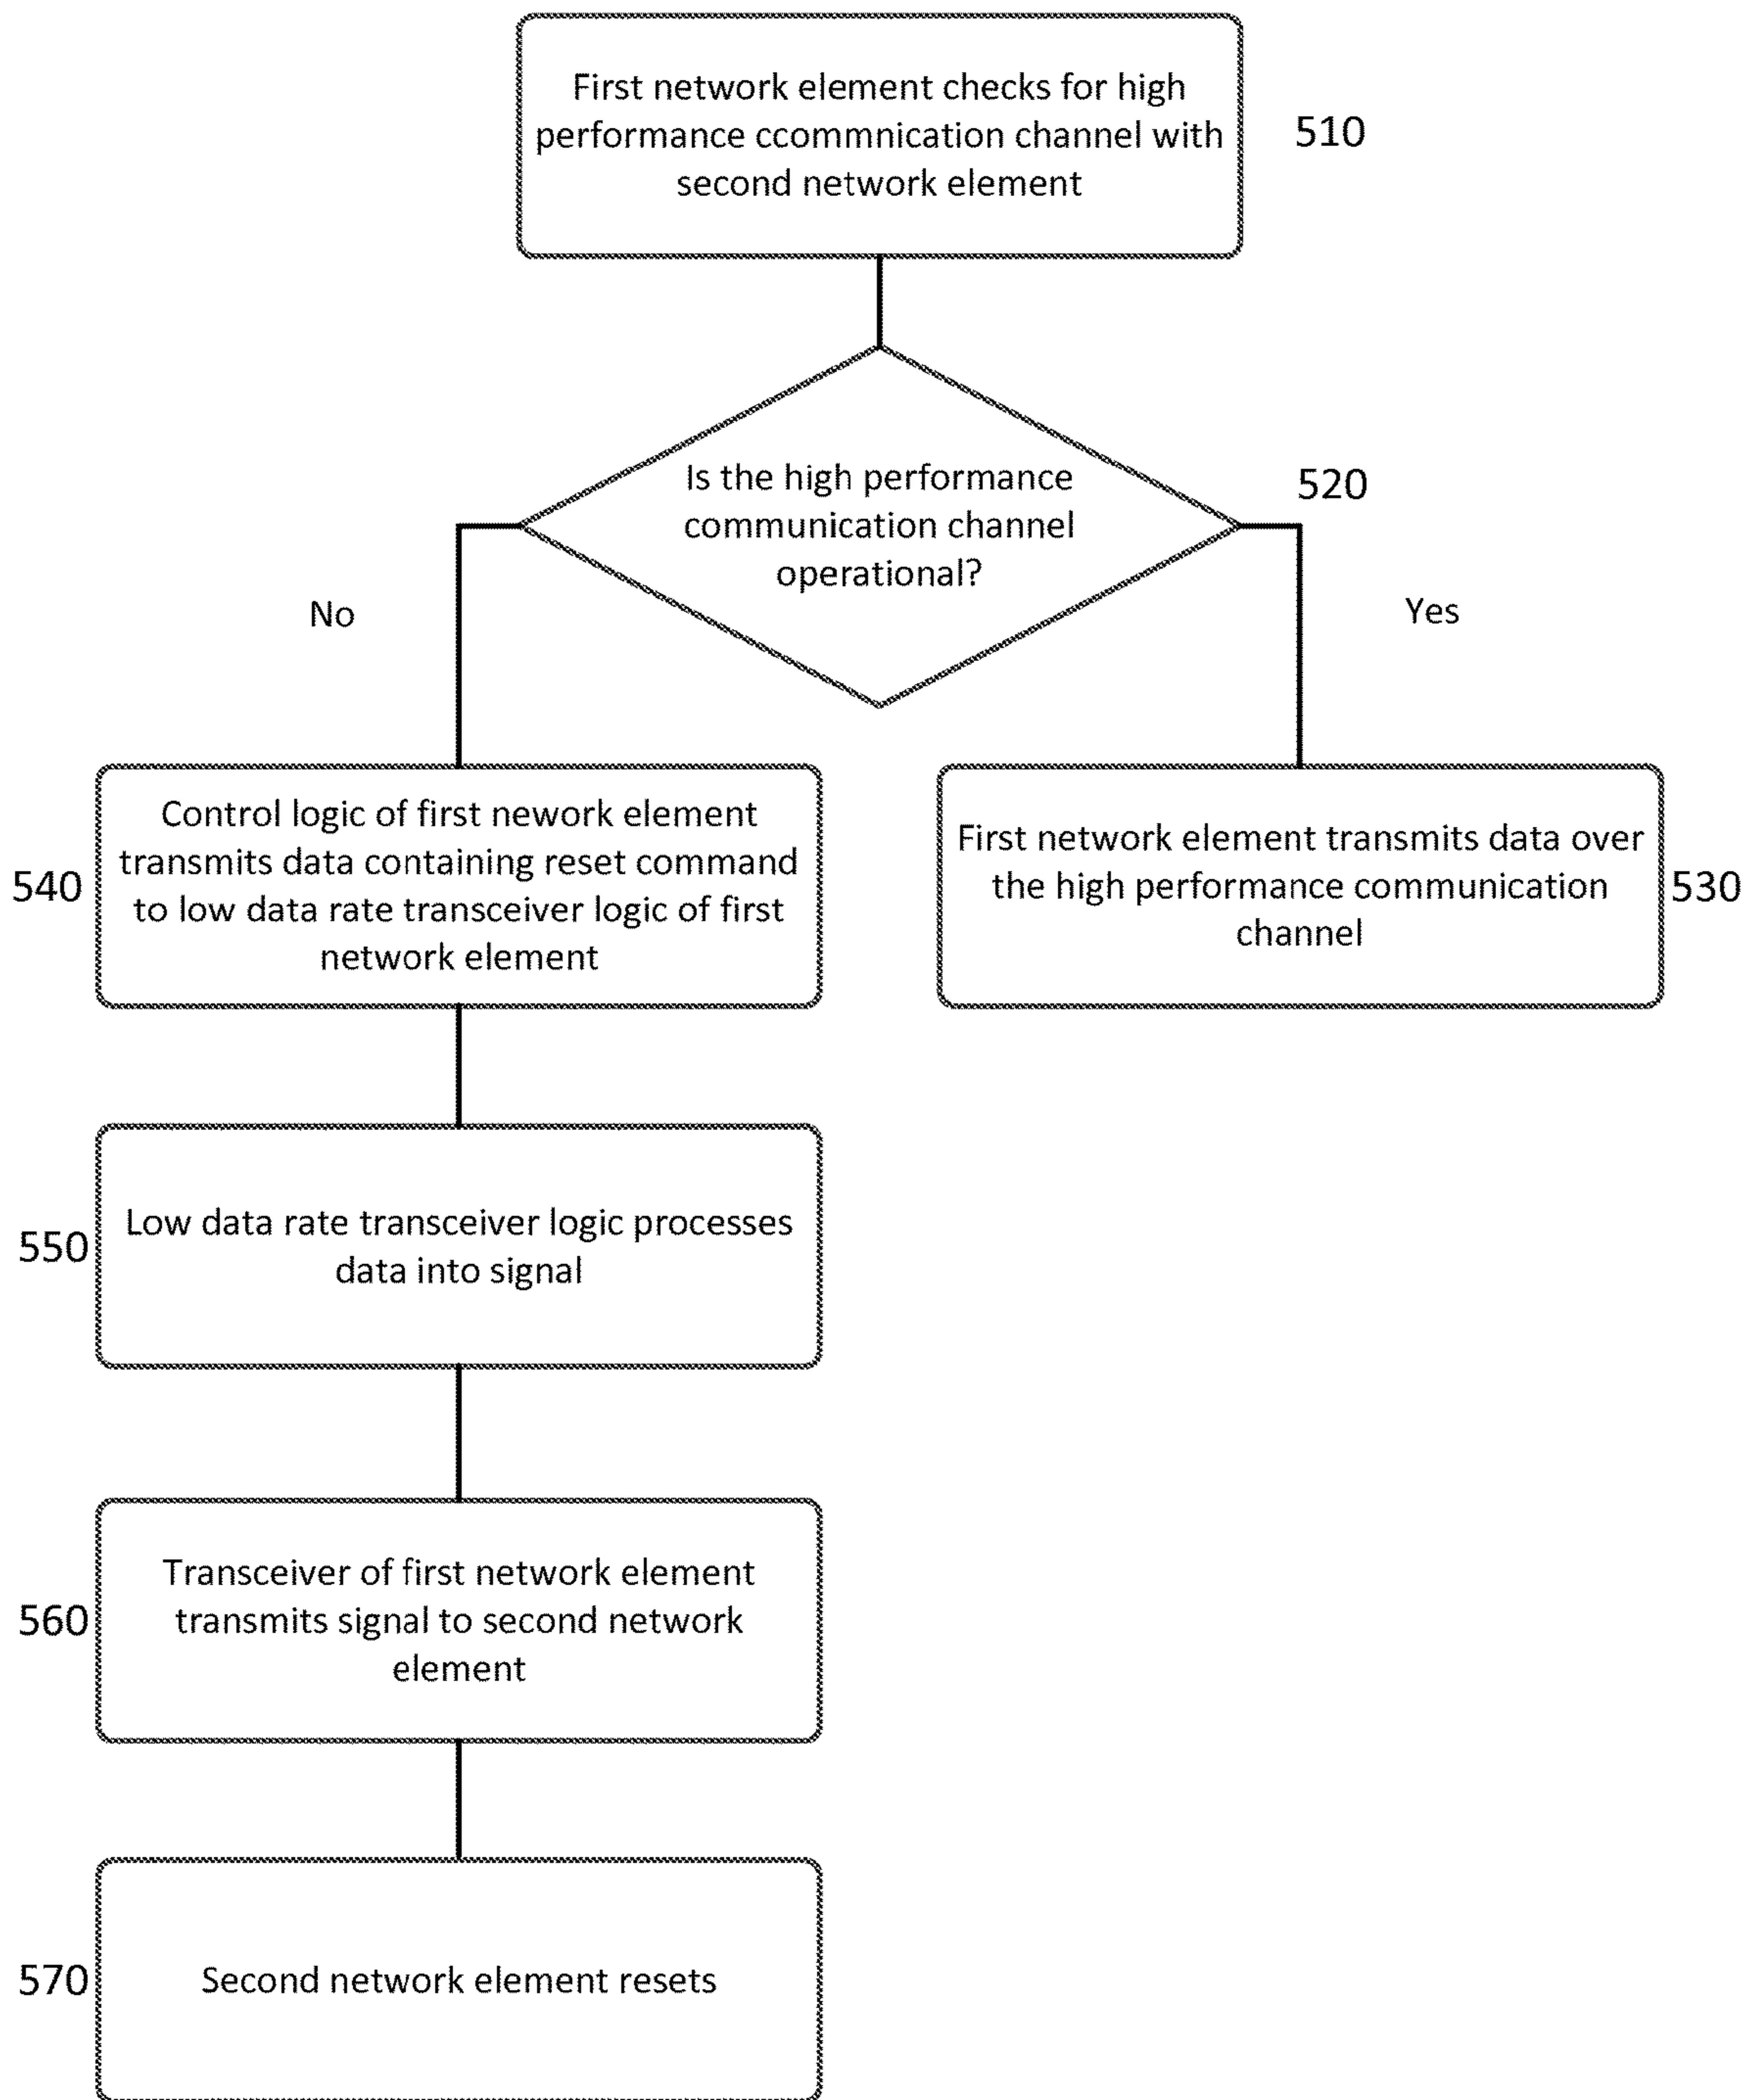 First network element checks for high
performance ccommnication channel with
second network element
510
Is the high performance
communication channel
operational?
520
No
Yes
Control logic of first nework element
transmits data containing reset command
to low data rate transceiver logic of first
network element
540
First network element transmits data over
the high performance communication
channel
530
Low data rate transceiver logic processes
data into signal
550
Transceiver of first network element
transmits signal to second network
element
560
Second network element resets
570